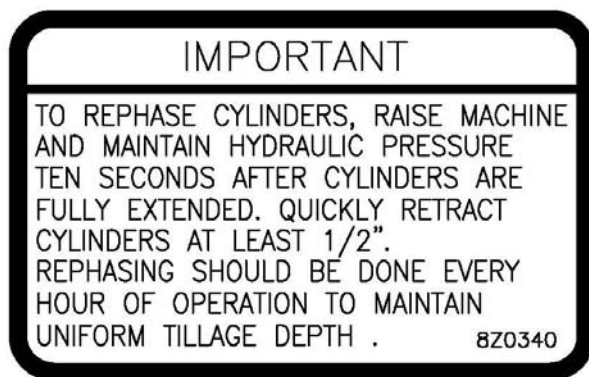 IMPORTANT
TO REPHASE CYLINDERS, RAISE MACHINE
AND MAINTAIN HYDRAULIC PRESSURE
TEN SECONDS AFTER CYLINDERS ARE
FULLY EXTENDED. QUICKLY RETRACT
CYLINDERS AT LEAST 1/2".
REPHASING SHOULD BE DONE EVERY
HOUR OF OPERATION TO MAINTAIN
UNIFORM TILLAGE DEPTH . 8Z0340